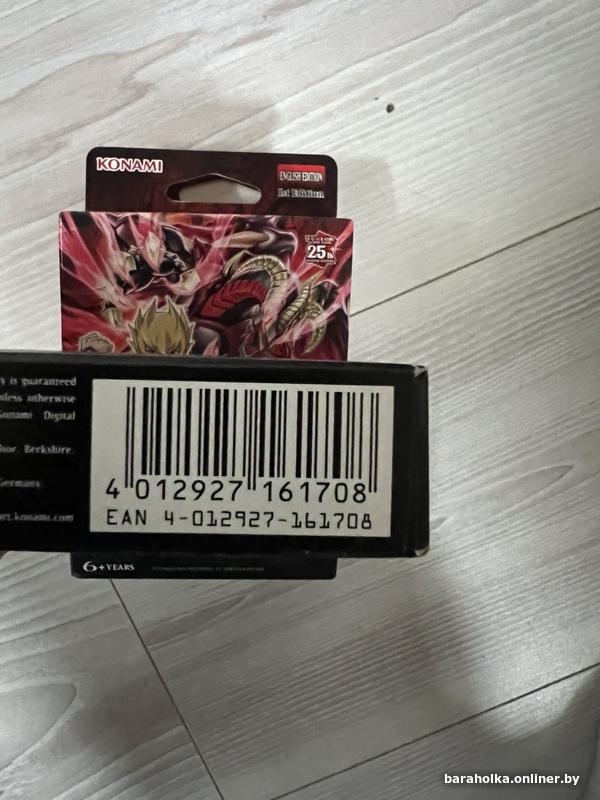 KONAMI
ENGLISH EDITION
1st Edition
25th
y is guaranteed
nless otherwise
Konami Digital
sor, Berkshire,
Germany.
rt.konami.com
4 012927 161708
EAN 4-012927-161708
6+ YEARS
baraholka.onliner.by